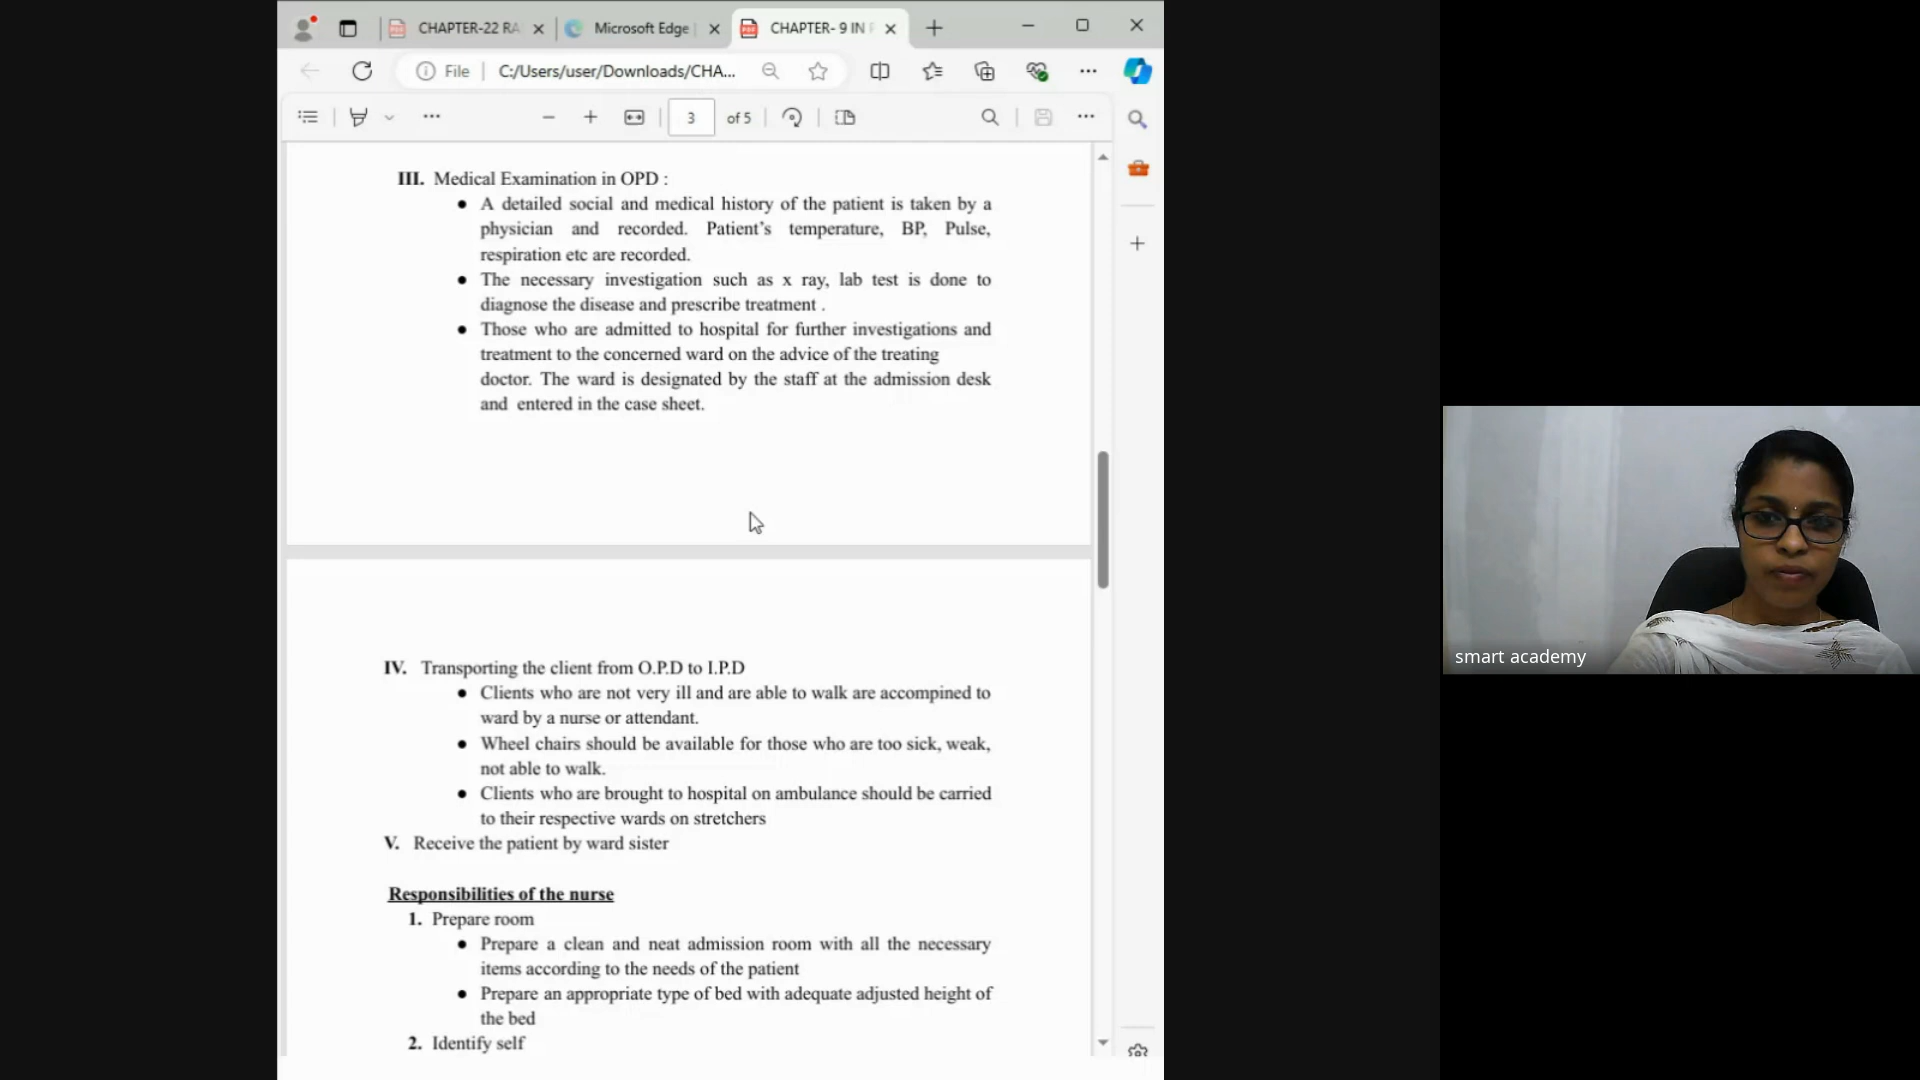 CHAPTER-22 RA
Microsoft Edge
CHAPTER- 9 IN
File
C:/Users/user/Downloads/CHA...
3 of 5
III. Medical Examination in OPD :
● A detailed social and medical history of the patient is taken by a
physician and recorded. Patient's temperature, BP, Pulse,
respiration etc are recorded.
● The necessary investigation such as x ray, lab test is done to
diagnose the disease and prescribe treatment .
● Those who are admitted to hospital for further investigations and
treatment to the concerned ward on the advice of the treating
doctor. The ward is designated by the staff at the admission desk
and entered in the case sheet.
IV. Transporting the client from O.P.D to I.P.D
● Clients who are not very ill and are able to walk are accompined to
ward by a nurse or attendant.
● Wheel chairs should be available for those who are too sick, weak,
not able to walk.
● Clients who are brought to hospital on ambulance should be carried
to their respective wards on stretchers
V. Receive the patient by ward sister
Responsibilities of the nurse
1. Prepare room
● Prepare a clean and neat admission room with all the necessary
items according to the needs of the patient
● Prepare an appropriate type of bed with adequate adjusted height of
the bed
2. Identify self
smart academy